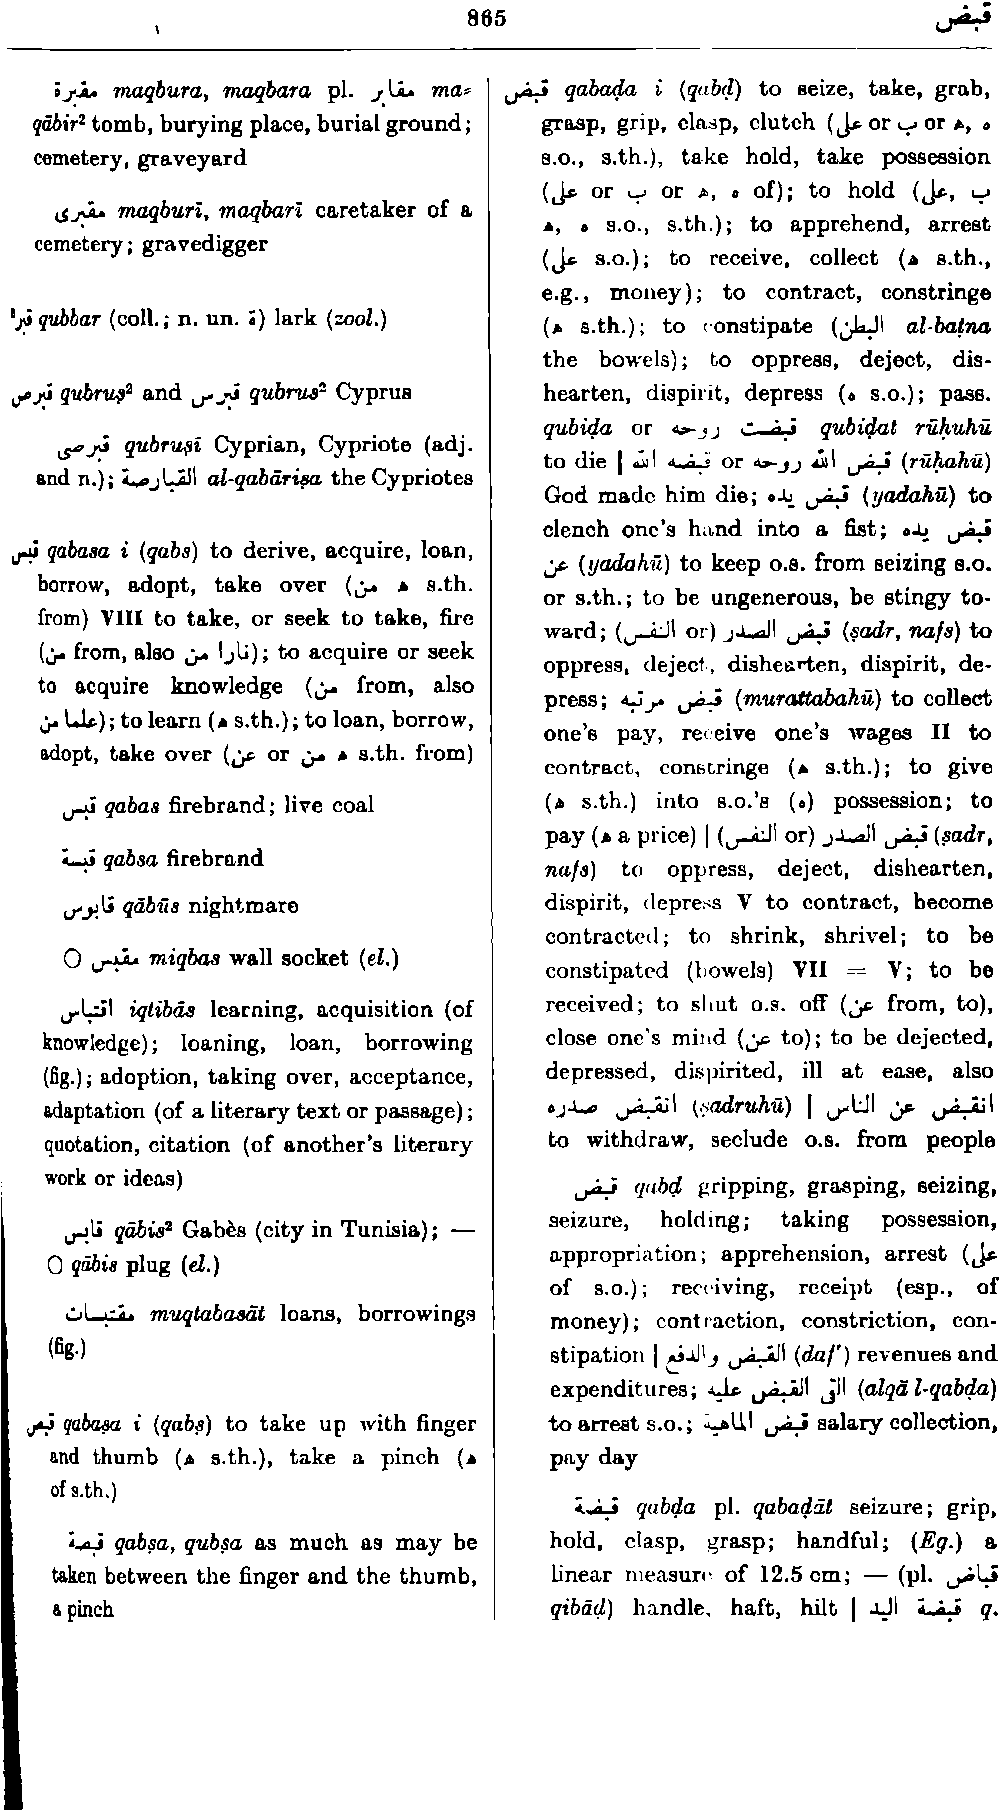 865
قبض
مقبرة maqbura, maqbara pl. مقابر ma-
qābir² tomb, burying place, burial ground;
cemetery, graveyard
مقبرى maqburī, maqbarī caretaker of a
cemetery; gravedigger
قبر¹ qubbar (coll.; n. un. ة) lark (zool.)
قبرص qubruṣ² and قبرس qubrus² Cyprus
قبرصى qubruṣī Cyprian, Cypriote (adj.
and n.); القبارصة al-qabāriṣa the Cypriotes
قبس qabasa i (qabs) to derive, acquire, loan,
borrow, adopt, take over (من ه s.th.
from) VIII to take, or seek to take, fire
(من from, also نارا من); to acquire or seek
to acquire knowledge (من from, also
علما من); to learn (ه s.th.); to loan, borrow,
adopt, take over (عن or من ه s.th. from)
قبس qabas firebrand; live coal
قبسة qabsa firebrand
قابوس qābūs nightmare
O مقبس miqbas wall socket (el.)
اقتباس iqtibās learning, acquisition (of
knowledge); loaning, loan, borrowing
(fig.); adoption, taking over, acceptance,
adaptation (of a literary text or passage);
quotation, citation (of another's literary
work or ideas)
قابس qābis² Gabès (city in Tunisia); —
O qābis plug (el.)
مقتبسات muqtabasāt loans, borrowings
(fig.)
قبص qabaṣa i (qabṣ) to take up with finger
and thumb (ه s.th.), take a pinch (ه
of s.th.)
قبصة qabṣa, qubṣa as much as may be
taken between the finger and the thumb,
a pinch
قبض qabaḍa i (qabḍ) to seize, take, grab,
grasp, grip, clasp, clutch (على or ب or ه, ه
s.o., s.th.), take hold, take possession
(على or ب or ه, ه of); to hold (على, ب
ه, ه s.o., s.th.); to apprehend, arrest
(على s.o.); to receive, collect (ه s.th.,
e.g., money); to contract, constringe
(ه s.th.); to constipate (البطن al-baṭna
the bowels); to oppress, deject, dis-
hearten, dispirit, depress (ه s.o.); pass.
qubiḍa or قبضت روحه qubiḍat rūḥuhū
to die | قبضه الله or قبض الله روحه (rūḥahū)
God made him die; قبض يده (yadahū) to
clench one's hand into a fist; قبض يده
عن (yadahū) to keep o.s. from seizing s.o.
or s.th.; to be ungenerous, be stingy to-
ward; قبض الصدر (or النفس) (ṣadr, nafs) to
oppress, deject, dishearten, dispirit, de-
press; قبض مرتبه (murattabahū) to collect
one's pay, receive one's wages II to
contract, constringe (ه s.th.); to give
(ه s.th.) into s.o.'s (ه) possession; to
pay (ه a price) | قبض الصدر (or النفس) (ṣadr,
nafs) to oppress, deject, dishearten,
dispirit, depress V to contract, become
contracted; to shrink, shrivel; to be
constipated (bowels) VII = V; to be
received; to shut o.s. off (عن from, to),
close one's mind (عن to); to be dejected,
depressed, dispirited, ill at ease, also
انقبض صدره (ṣadruhū) | انقبض عن الناس
to withdraw, seclude o.s. from people
قبض qabḍ gripping, grasping, seizing,
seizure, holding; taking possession,
appropriation; apprehension, arrest (على
of s.o.); receiving, receipt (esp., of
money); contraction, constriction, con-
stipation | القبض والدفع (daf‘) revenues and
expenditures; القى القبض عليه (alqā l-qabḍa)
to arrest s.o.; قبض الماهية salary collection,
pay day
قبضة qabḍa pl. qabaḍāt seizure; grip,
hold, clasp, grasp; handful; (Eg.) a
linear measure of 12.5 cm; — (pl. قباض
qibāḍ) handle, haft, hilt | قبضة اليد q.